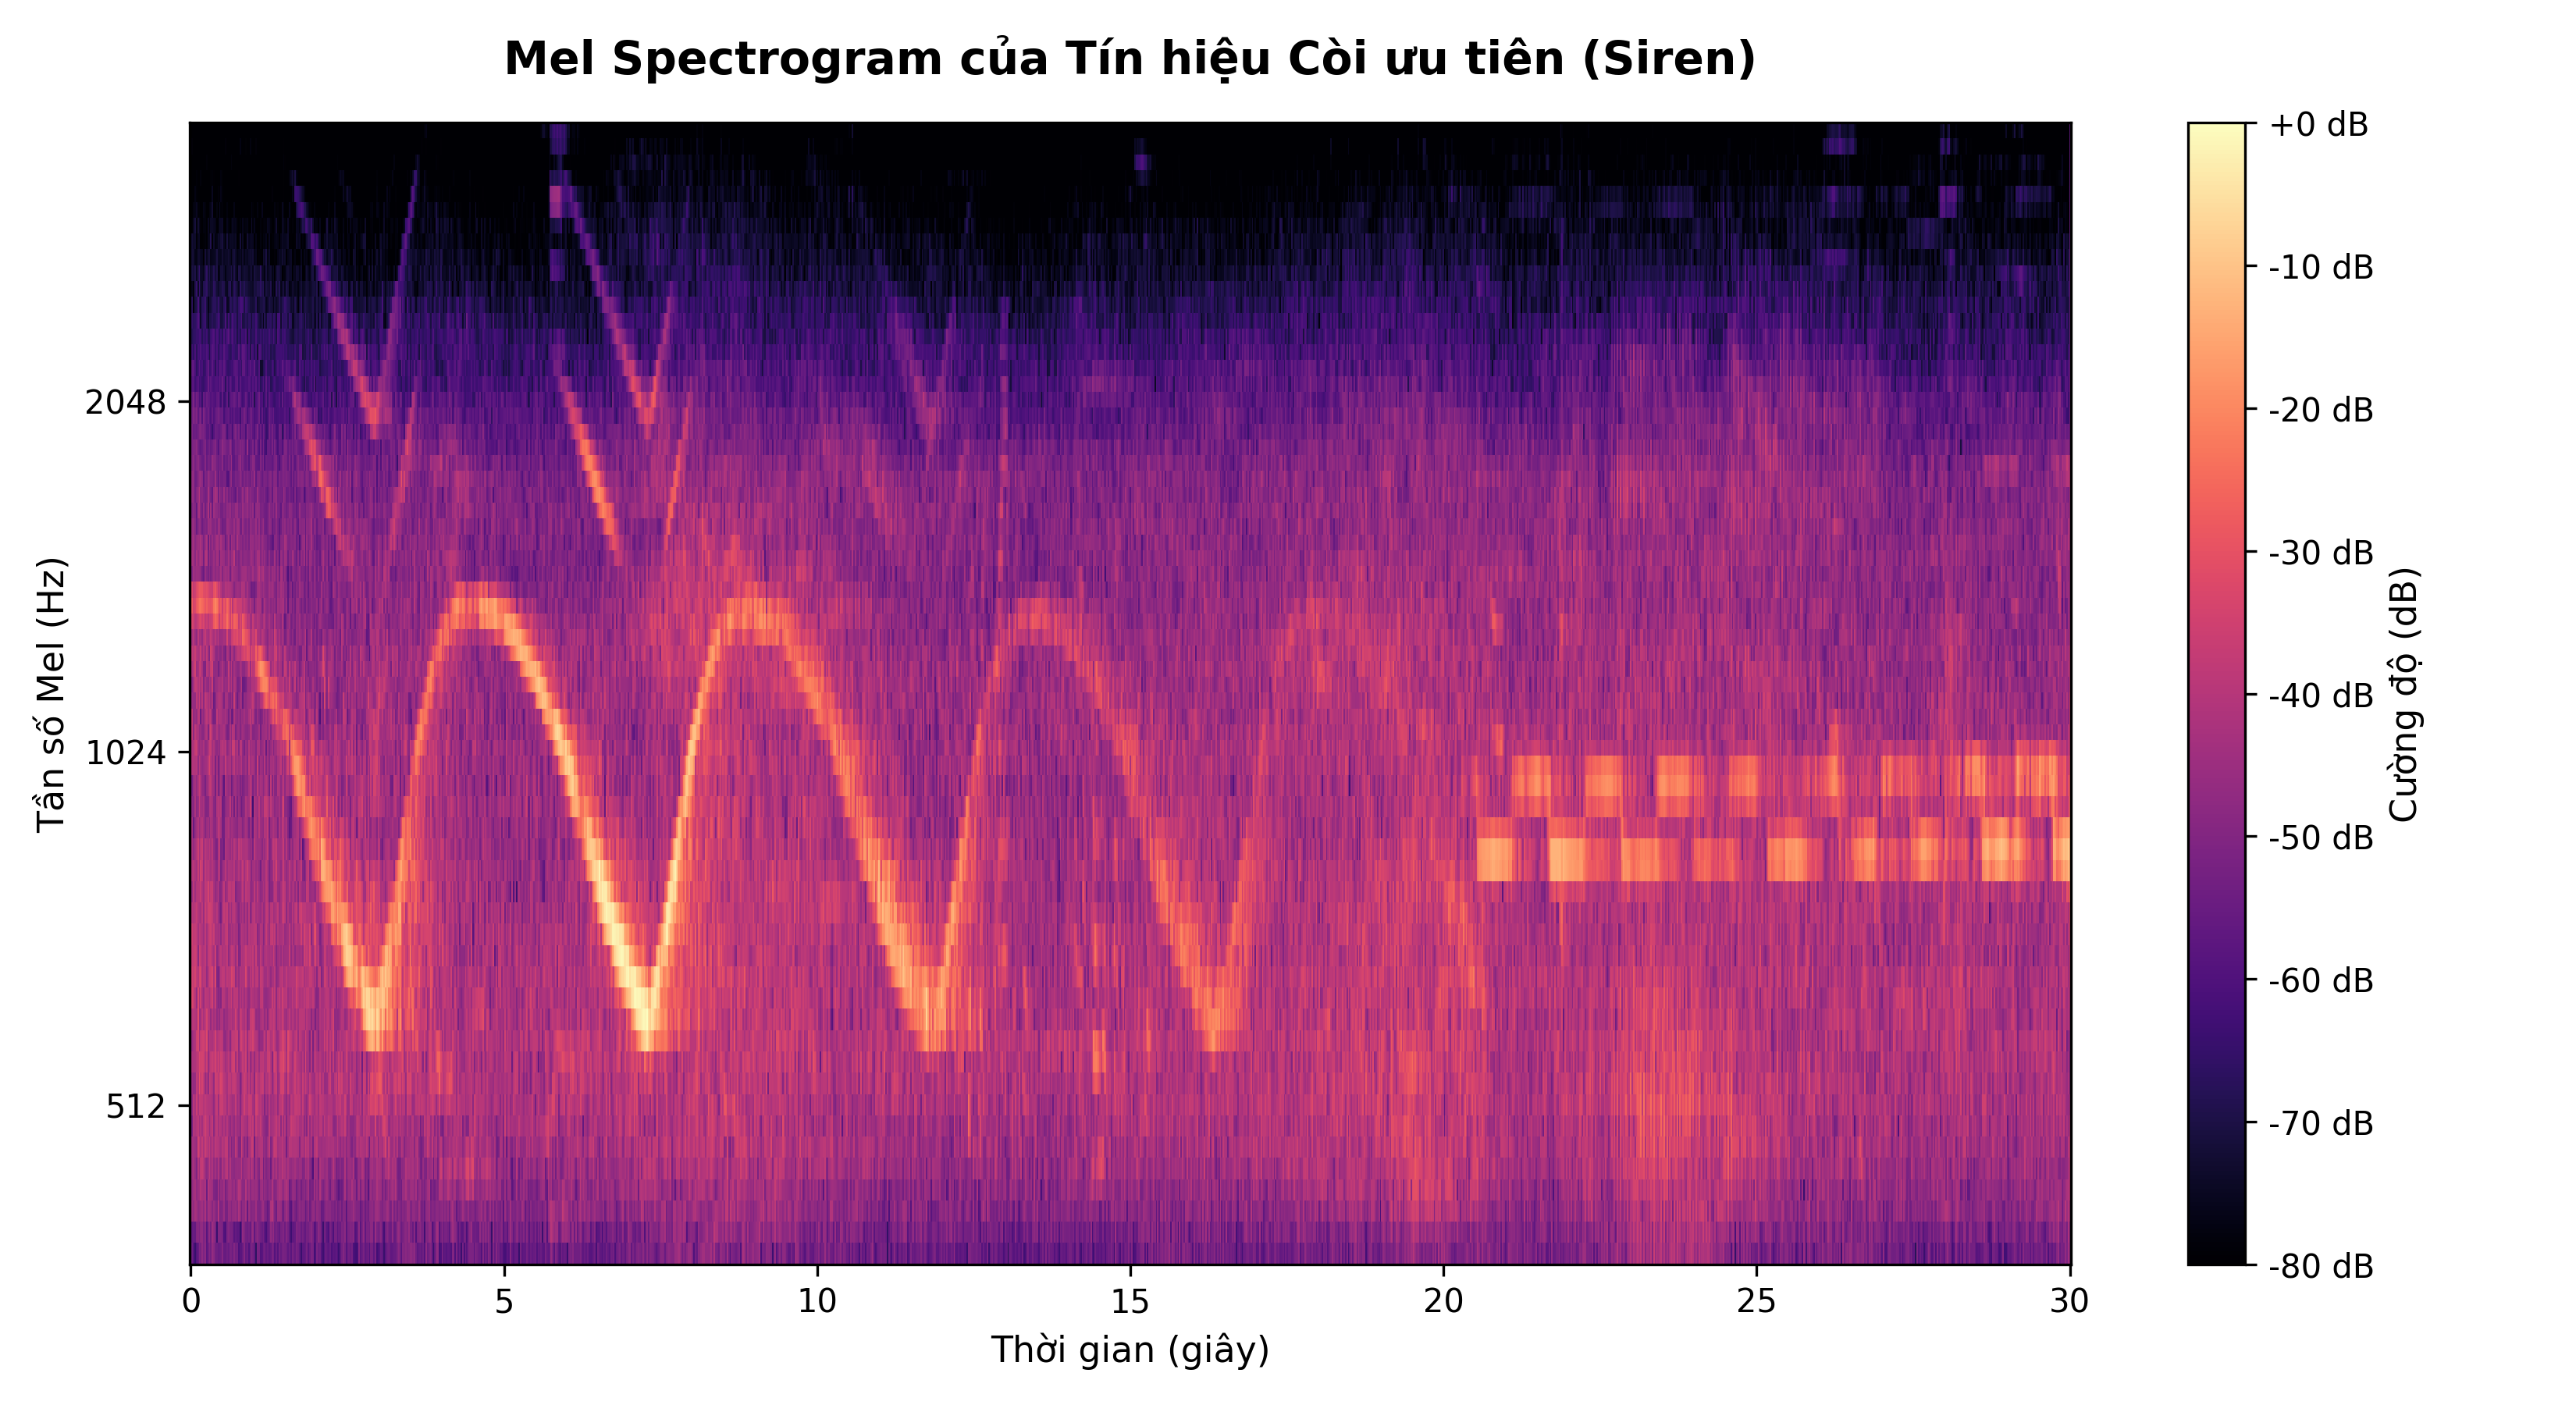 Mel Spectrogram của Tín hiệu Còi ưu tiên (Siren)
Tần số Mel (Hz)
2048
1024
512
0 5 10 15 20 25 30
Thời gian (giây)
+0 dB
-10 dB
-20 dB
-30 dB
-40 dB
-50 dB
-60 dB
-70 dB
-80 dB
Cường độ (dB)